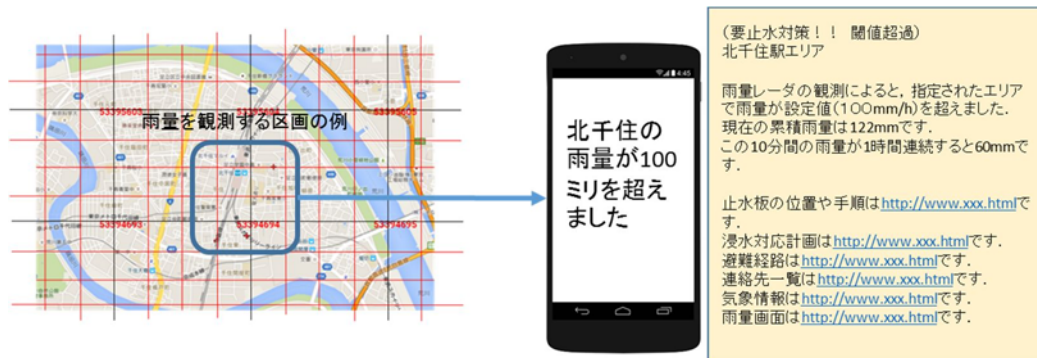 雨量を観測する区画の例
53395603
53395604
53395605
53394693
53394694
53394695
4:45
北千住の
雨量が100
ミリを超え
ました
（要止水対策！！　閾値超過）
北千住駅エリア
雨量レーダの観測によると，指定されたエリア
で雨量が設定値（100mm/h）を超えました．
現在の累積雨量は122mmです．
この10分間の雨量が1時間連続すると60mmで
す．
止水板の位置や手順はhttp://www.xxx.htmlで
す．
浸水対応計画はhttp://www.xxx.htmlです．
避難経路はhttp://www.xxx.htmlです．
連絡先一覧はhttp://www.xxx.htmlです．
気象情報はhttp://www.xxx.htmlです．
雨量画面はhttp://www.xxx.htmlです．